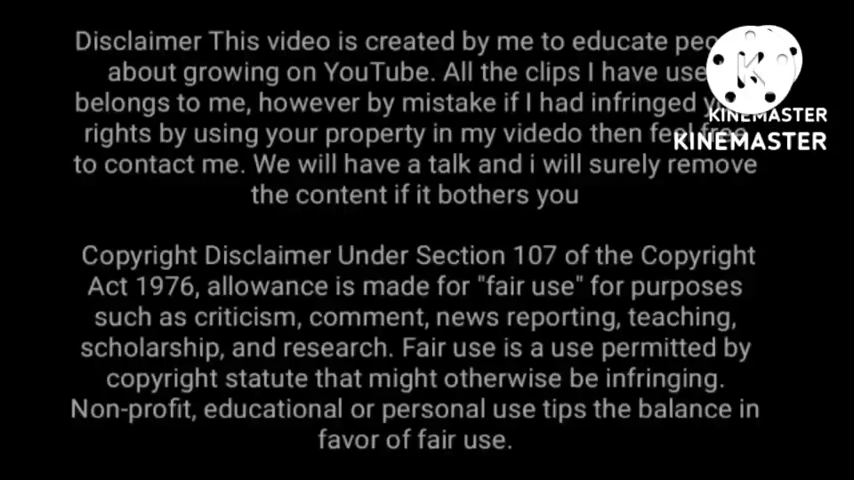 Disclaimer This video is created by me to educate
about growing on YouTube. All the clips I have
belongs to me, however by mistake if I had infringed
rights by using your property in my videdo then feel free
to contact me. We will have a talk and i will surely remove
the content if it bothers you
Copyright Disclaimer Under Section 107 of the Copyright
Act 1976, allowance is made for "fair use" for purposes
such as criticism, comment, news reporting, teaching,
scholarship, and research. Fair use is a use permitted by
copyright statute that might otherwise be infringing.
Non-profit, educational or personal use tips the balance in
favor of fair use.
K
KINEMASTER
KINEMASTER